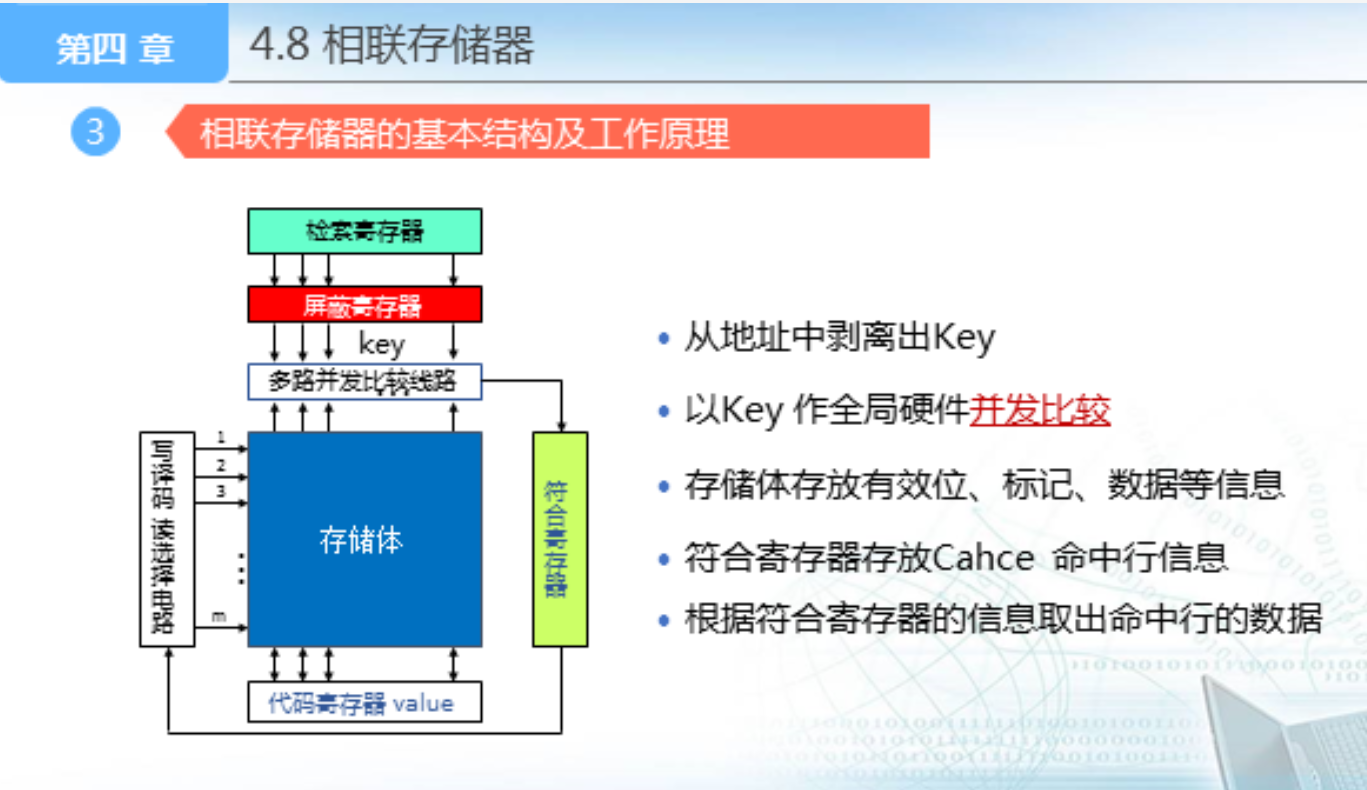 第四 章
4.8 相联存储器
3
相联存储器的基本结构及工作原理
检索寄存器
屏蔽寄存器
key
多路并发比较线路
写译码 读选择电路
1
2
3
m
存储体
符合寄存器
代码寄存器 value
• 从地址中剥离出Key
• 以Key 作全局硬件并发比较
• 存储体存放有效位、标记、数据等信息
• 符合寄存器存放Cahce 命中行信息
• 根据符合寄存器的信息取出命中行的数据